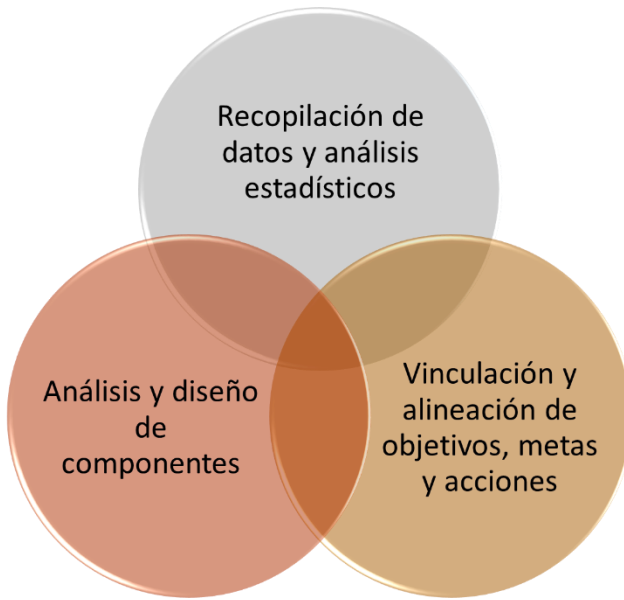 Recopilación de
datos y análisis
estadísticos
Análisis y diseño
de
componentes
Vinculación y
alineación de
objetivos, metas
y acciones